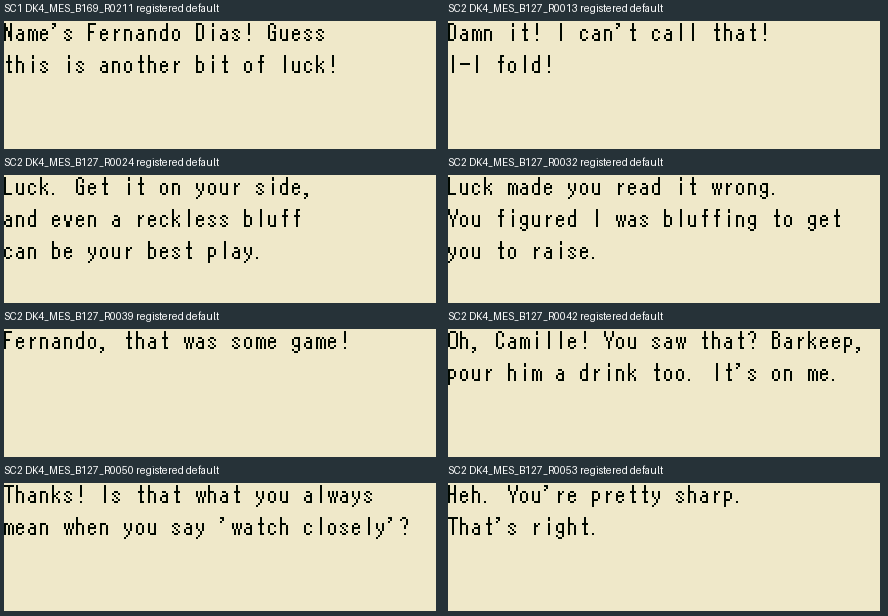 SC1 DK4_MES_B169_R0211 registered default
Name's Fernando Dias! Guess
this is another bit of luck!
SC2 DK4_MES_B127_R0013 registered default
Damn it! I can't call that!
I-I fold!
SC2 DK4_MES_B127_R0024 registered default
Luck. Get it on your side,
and even a reckless bluff
can be your best play.
SC2 DK4_MES_B127_R0032 registered default
Luck made you read it wrong.
You figured I was bluffing to get
you to raise.
SC2 DK4_MES_B127_R0039 registered default
Fernando, that was some game!
SC2 DK4_MES_B127_R0042 registered default
Oh, Camille! You saw that? Barkeep,
pour him a drink too. It's on me.
SC2 DK4_MES_B127_R0050 registered default
Thanks! Is that what you always
mean when you say 'watch closely'?
SC2 DK4_MES_B127_R0053 registered default
Heh. You're pretty sharp.
That's right.